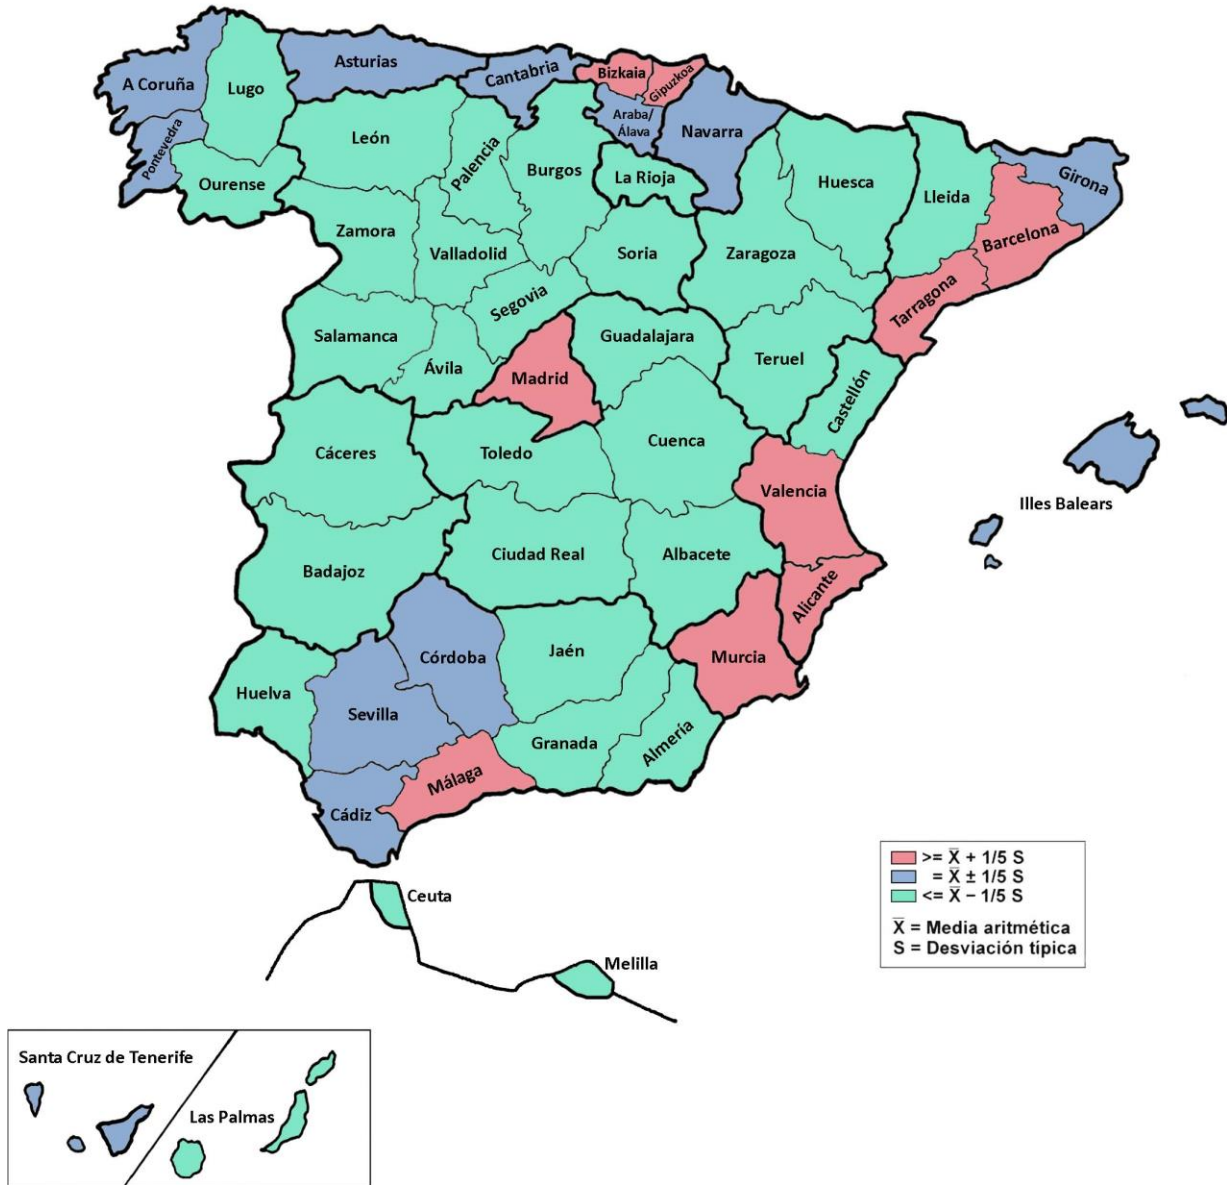 Asturias
Cantabria
Bizkaia
Gipuzkoa
A Coruña
Lugo
Araba/
Álava
Navarra
León
Pontevedra
Palencia
Burgos
La Rioja
Huesca
Girona
Ourense
Lleida
Zamora
Valladolid
Soria
Zaragoza
Barcelona
Segovia
Tarragona
Salamanca
Guadalajara
Ávila
Madrid
Teruel
Castellón
Cáceres
Toledo
Cuenca
Valencia
Illes Balears
Badajoz
Ciudad Real
Albacete
Alicante
Córdoba
Jaén
Murcia
Huelva
Sevilla
Granada
Almería
Málaga
Cádiz
>= X̅ + 1/5 S
= X̅ ± 1/5 S
<= X̅ − 1/5 S
X̅ = Media aritmética
S = Desviación típica
Ceuta
Melilla
Santa Cruz de Tenerife
Las Palmas